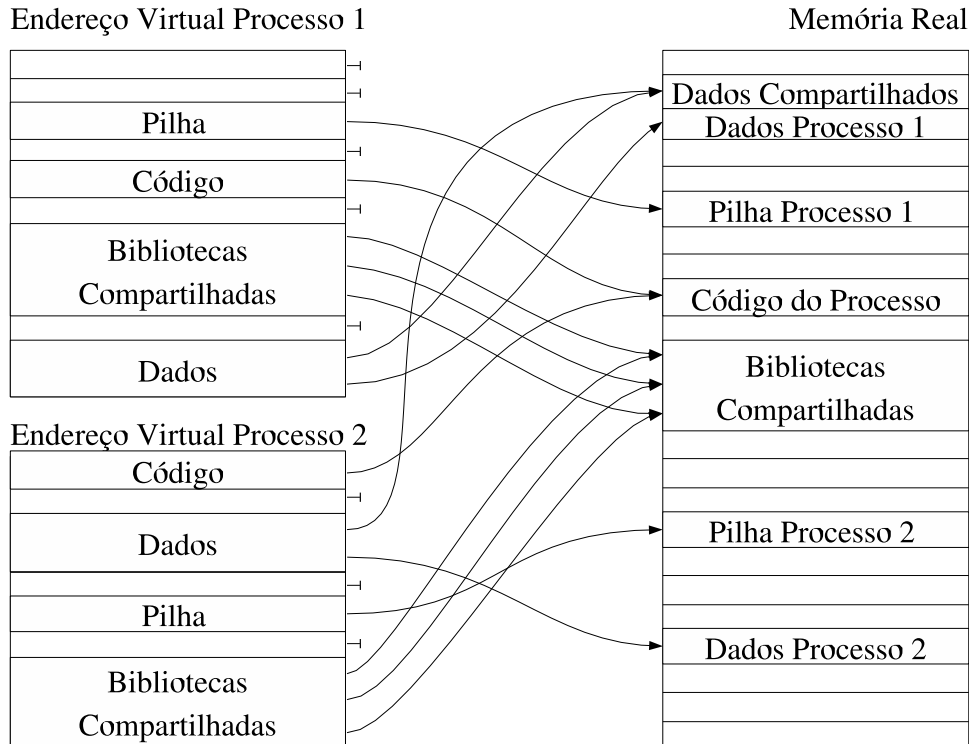 Endereço Virtual Processo 1
Pilha
Código
Bibliotecas
Compartilhadas
Dados
Endereço Virtual Processo 2
Código
Dados
Pilha
Bibliotecas
Compartilhadas
Memória Real
Dados Compartilhados
Dados Processo 1
Pilha Processo 1
Código do Processo
Bibliotecas
Compartilhadas
Pilha Processo 2
Dados Processo 2